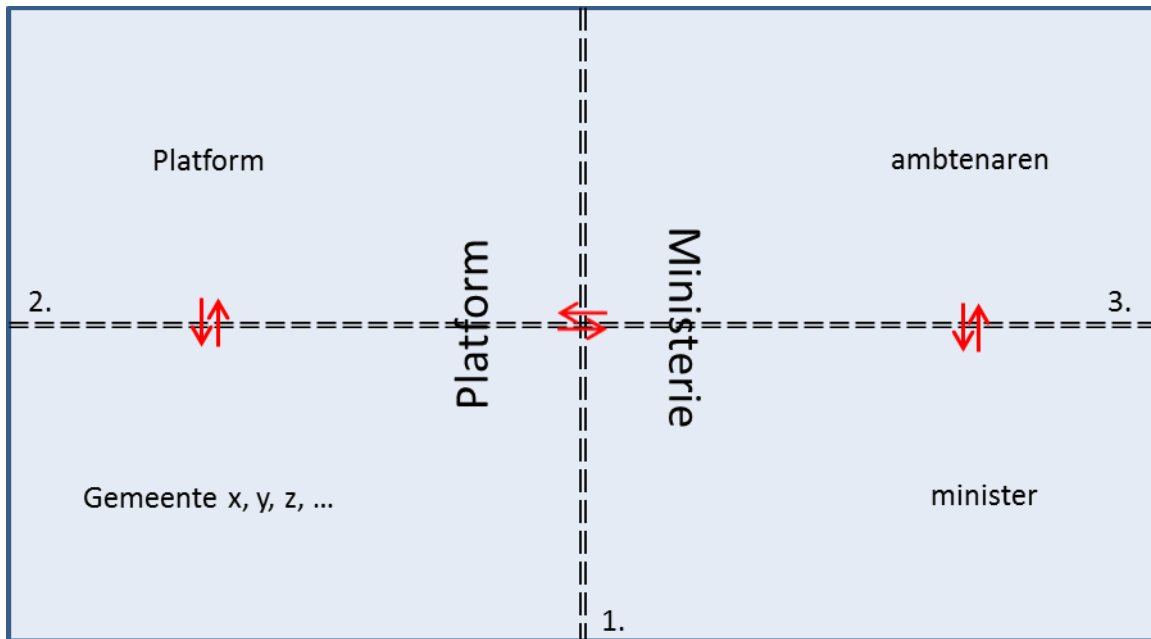 Platform
ambtenaren
Platform
Ministerie
2.
3.
Gemeente x, y, z, ...
minister
1.